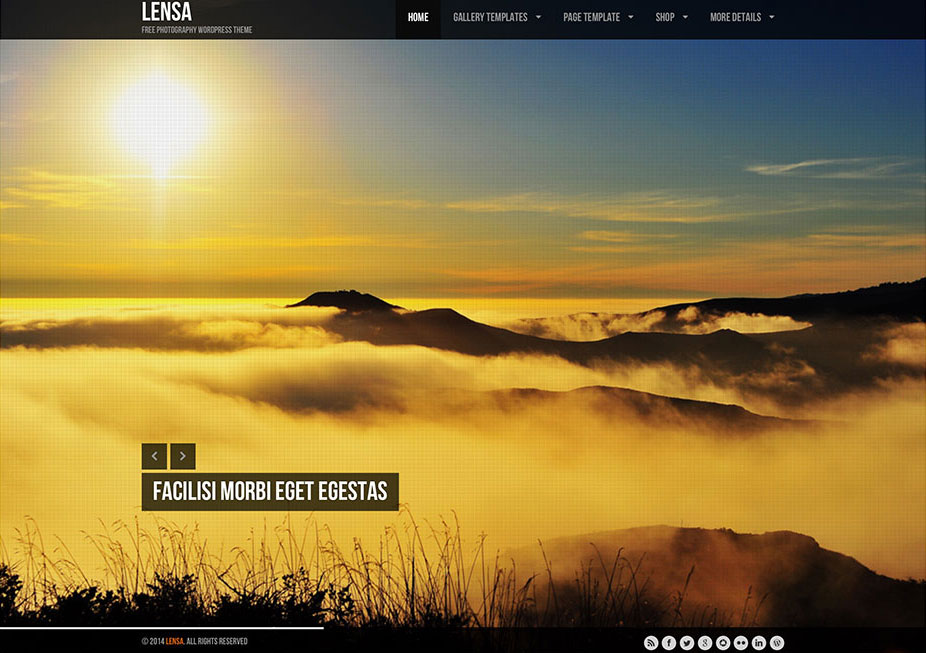 LENSA
FREE PHOTOGRAPHY WORDPRESS THEME
HOME GALLERY TEMPLATES PAGE TEMPLATE SHOP MORE DETAILS
FACILISI MORBI EGET EGESTAS
© 2014 LENSA. ALL RIGHTS RESERVED